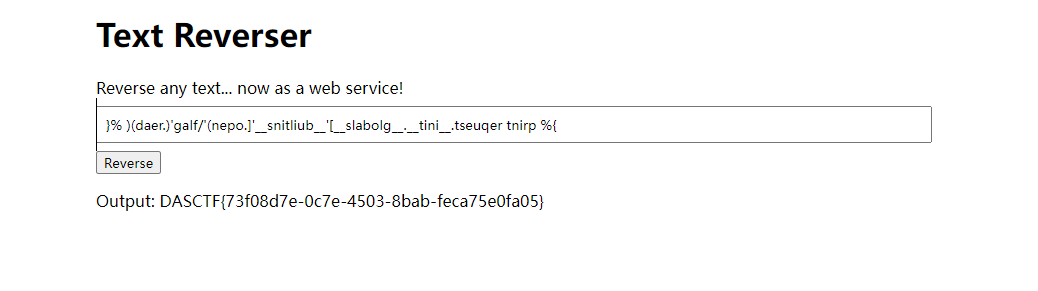 Text Reverser
Reverse any text... now as a web service!
}% )(daer.)'galf/'(nepo.]'__snitliub__'[__slabolg__.__tini__.tseuqer tnirp %{
Reverse
Output: DASCTF{73f08d7e-0c7e-4503-8bab-feca75e0fa05}